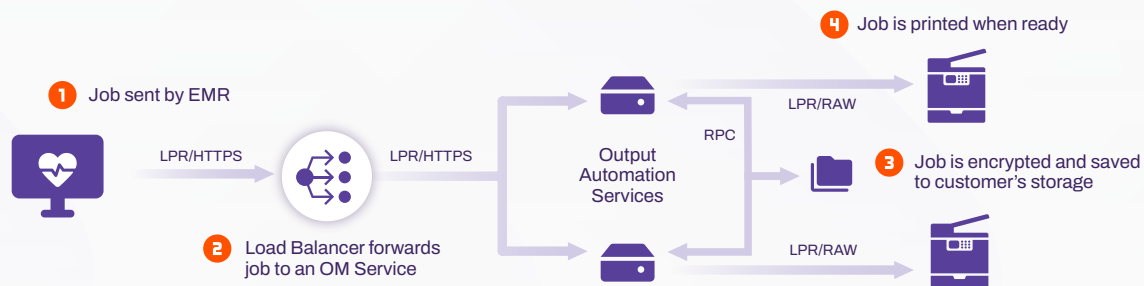 1 Job sent by EMR
LPR/HTTPS
2 Load Balancer forwards
job to an OM Service
LPR/HTTPS
Output
Automation
Services
RPC
3 Job is encrypted and saved
to customer's storage
4 Job is printed when ready
LPR/RAW
LPR/RAW